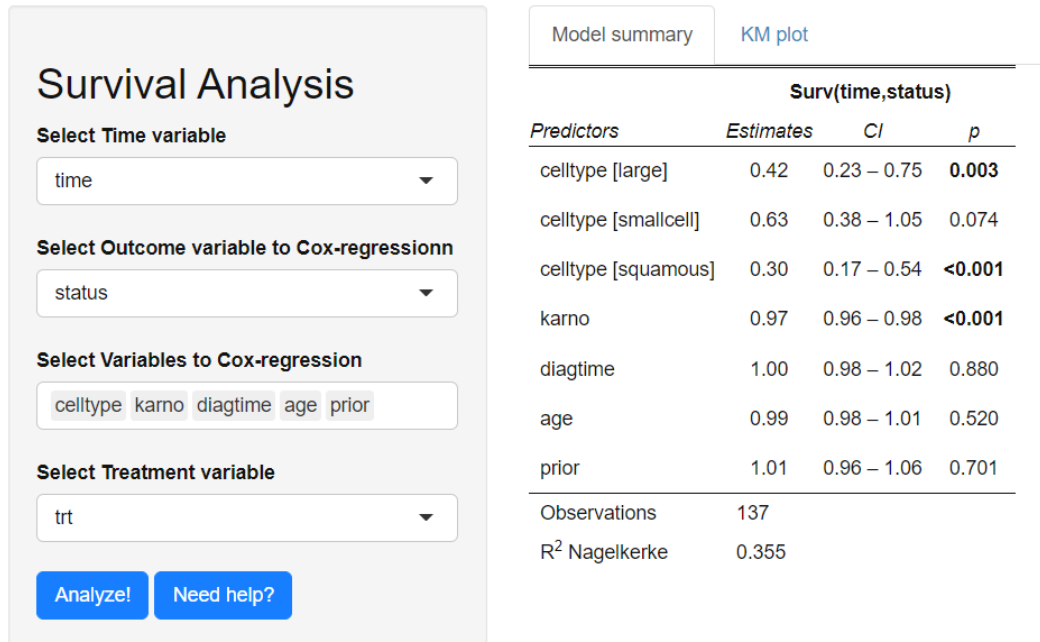 Survival Analysis
Select Time variable
time
Select Outcome variable to Cox-regressionn
status
Select Variables to Cox-regression
celltype karno diagtime age prior
Select Treatment variable
trt
Analyze! Need help?
Model summary KM plot
Surv(time,status)
Predictors Estimates CI p
celltype [large] 0.42 0.23 – 0.75 0.003
celltype [smallcell] 0.63 0.38 – 1.05 0.074
celltype [squamous] 0.30 0.17 – 0.54 <0.001
karno 0.97 0.96 – 0.98 <0.001
diagtime 1.00 0.98 – 1.02 0.880
age 0.99 0.98 – 1.01 0.520
prior 1.01 0.96 – 1.06 0.701
Observations 137
R² Nagelkerke 0.355